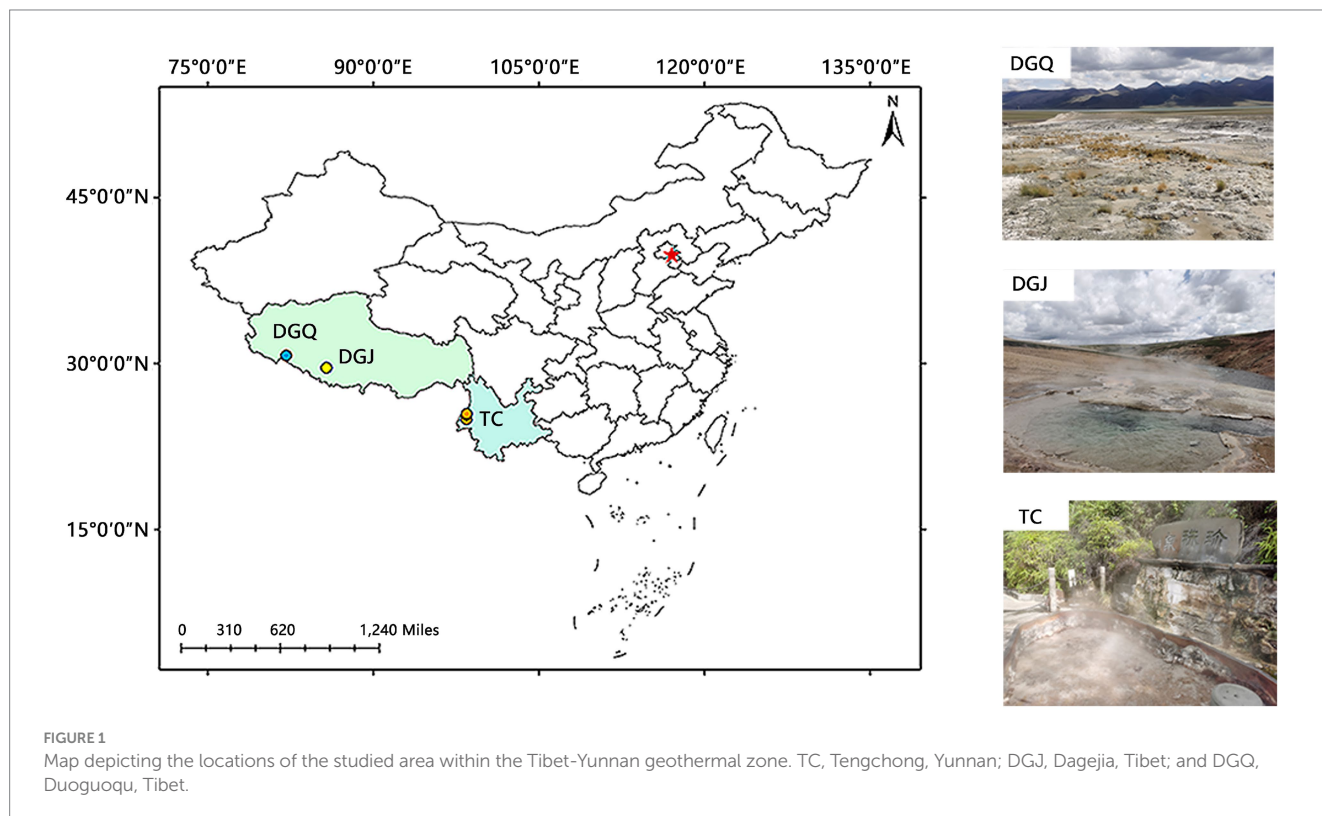 75°0′0″E 90°0′0″E 105°0′0″E 120°0′0″E 135°0′0″E
N
45°0′0″N
30°0′0″N
15°0′0″N
DGQ
DGJ
TC
0 310 620 1,240 Miles
DGQ
DGJ
TC
珍珠泉
FIGURE 1
Map depicting the locations of the studied area within the Tibet-Yunnan geothermal zone. TC, Tengchong, Yunnan; DGJ, Dagejia, Tibet; and DGQ,
Duoguoqu, Tibet.